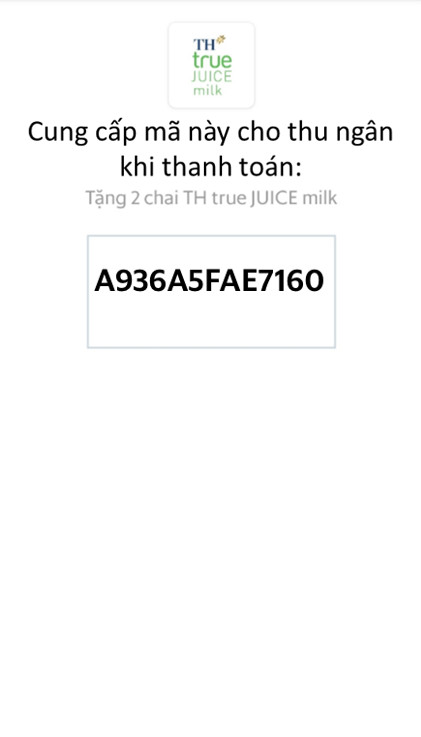 TH
true
JUICE
milk
Cung cấp mã này cho thu ngân
khi thanh toán:
Tặng 2 chai TH true JUICE milk
A936A5FAE7160